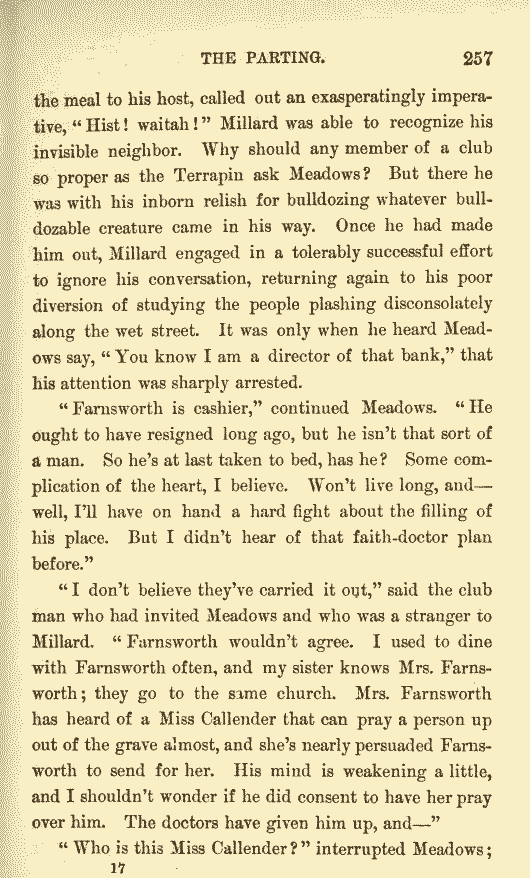 THE PARTING. 257
the meal to his host, called out an exasperatingly impera-
tive, “Hist! waitah!” Millard was able to recognize his
invisible neighbor. Why should any member of a club
so proper as the Terrapin ask Meadows? But there he
was with his inborn relish for bulldozing whatever bull-
dozable creature came in his way. Once he had made
him out, Millard engaged in a tolerably successful effort
to ignore his conversation, returning again to his poor
diversion of studying the people plashing disconsolately
along the wet street. It was only when he heard Mead-
ows say, “You know I am a director of that bank,” that
his attention was sharply arrested.
“Farnsworth is cashier,” continued Meadows. “He
ought to have resigned long ago, but he isn’t that sort of
a man. So he’s at last taken to bed, has he? Some com-
plication of the heart, I believe. Won’t live long, and—
well, I’ll have on hand a hard fight about the filling of
his place. But I didn’t hear of that faith-doctor plan
before.”
“I don’t believe they’ve carried it out,” said the club
man who had invited Meadows and who was a stranger to
Millard. “Farnsworth wouldn’t agree. I used to dine
with Farnsworth often, and my sister knows Mrs. Farns-
worth; they go to the same church. Mrs. Farnsworth
has heard of a Miss Callender that can pray a person up
out of the grave almost, and she’s nearly persuaded Farns-
worth to send for her. His mind is weakening a little,
and I shouldn’t wonder if he did consent to have her pray
over him. The doctors have given him up, and—”
“Who is this Miss Callender?” interrupted Meadows;
17